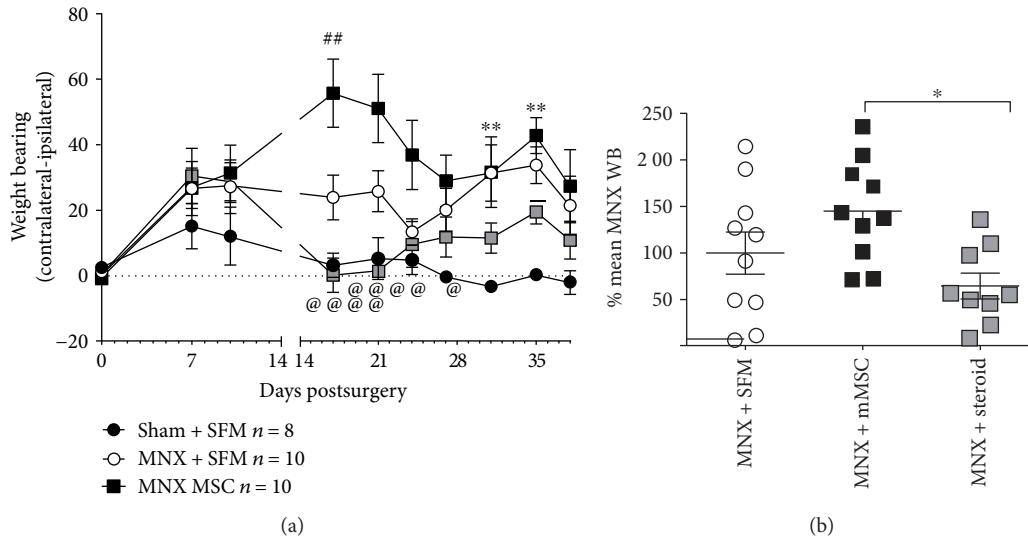 80
60
40
20
0
−20
Weight bearing
(contralateral-ipsilateral)
##
**
**
@ @ @ @ @
@ @ @ @
0 7 14 14 21 28 35
Days postsurgery
Sham + SFM n = 8
MNX + SFM n = 10
MNX MSC n = 10
(a)
250
200
150
100
50
% mean MNX WB
*
MNX + SFM
MNX + mMSC
MNX + steroid
(b)